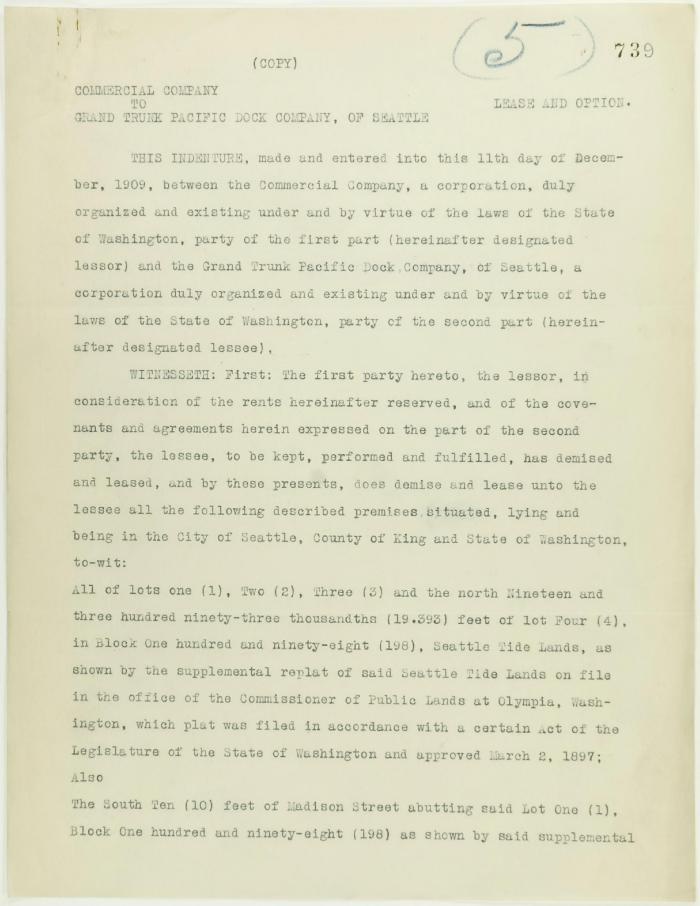 5
739
(COPY)
COMMERCIAL COMPANY
TO
LEASE AND OPTION.
GRAND TRUNK PACIFIC DOCK COMPANY, OF SEATTLE
THIS INDENTURE, made and entered into this 11th day of Decem-
ber, 1909, between the Commercial Company, a corporation, duly
organized and existing under and by virtue of the laws of the State
of Washington, party of the first part (hereinafter designated
lessor) and the Grand Trunk Pacific Dock Company, of Seattle, a
corporation duly organized and existing under and by virtue of the
laws of the State of Washington, party of the second part (herein-
after designated lessee),
WITNESSETH: First: The first party hereto, the lessor, in
consideration of the rents hereinafter reserved, and of the cove-
nants and agreements herein expressed on the part of the second
party, the lessee, to be kept, performed and fulfilled, has demised
and leased, and by these presents, does demise and lease unto the
lessee all the following described premises situated, lying and
being in the City of Seattle, County of King and State of Washington,
to-wit:
All of lots one (1), Two (2), Three (3) and the north Nineteen and
three hundred ninety-three thousandths (19.393) feet of lot Four (4),
in Block One hundred and ninety-eight (198), Seattle Tide Lands, as
shown by the supplemental replat of said Seattle Tide Lands on file
in the office of the Commissioner of Public Lands at Olympia, Wash-
ington, which plat was filed in accordance with a certain Act of the
Legislature of the State of Washington and approved March 2, 1897;
Also
The South Ten (10) feet of Madison Street abutting said Lot One (1),
Block One hundred and ninety-eight (198) as shown by said supplemental